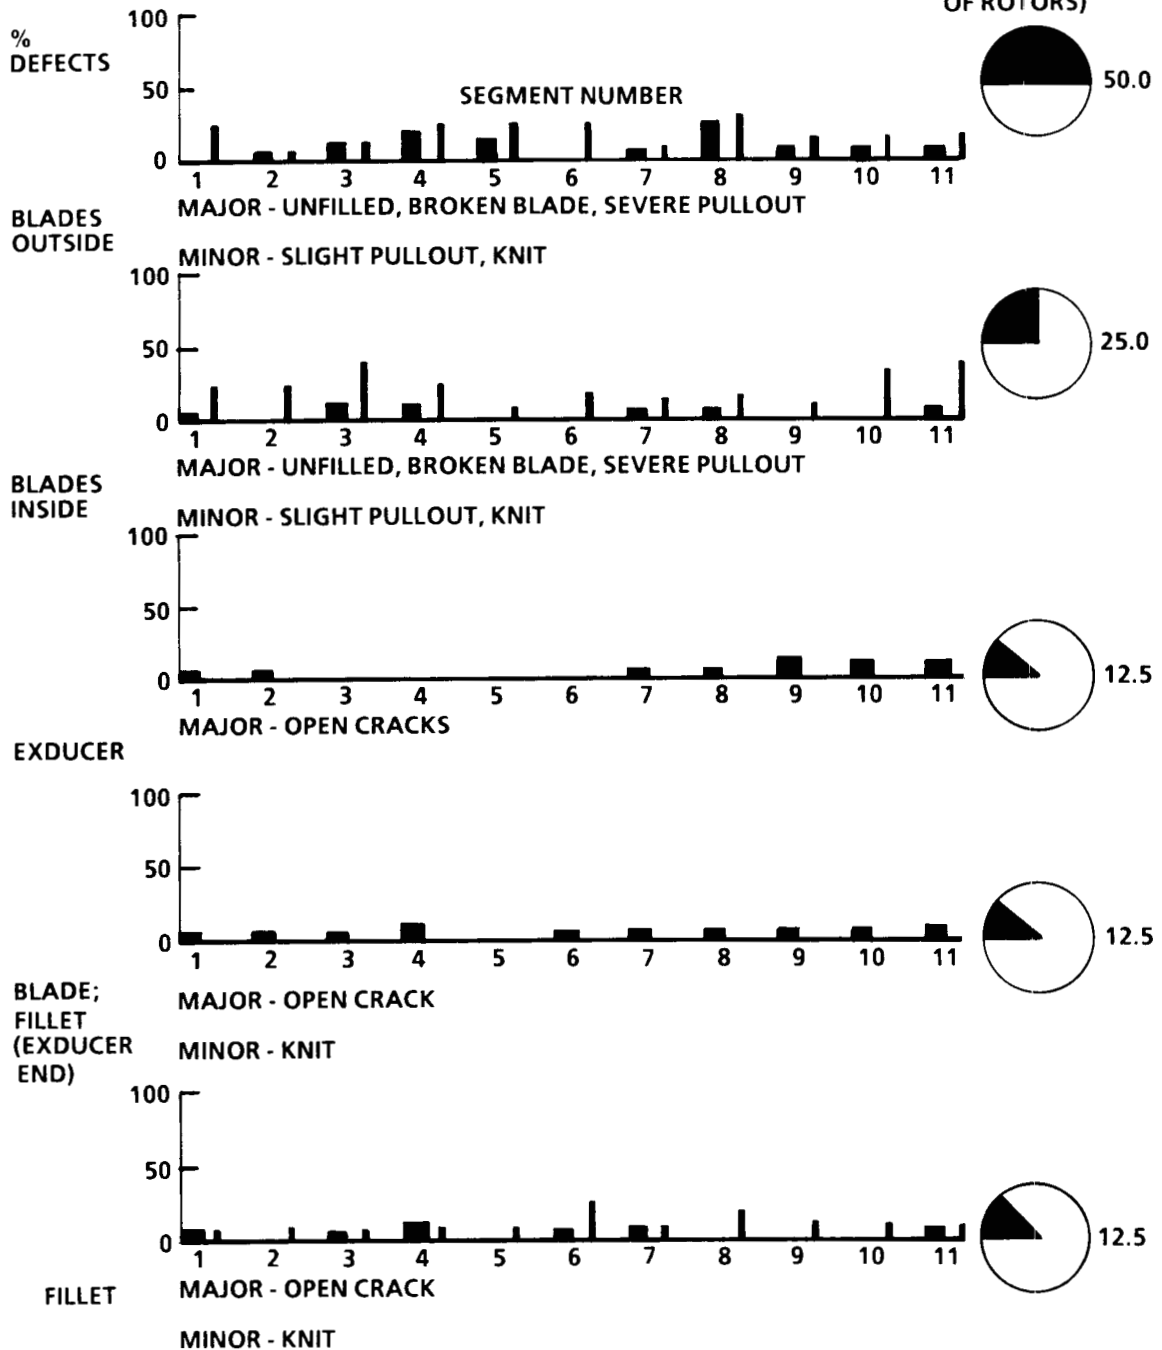 OF ROTORS)
100
%
DEFECTS
50
SEGMENT NUMBER
50.0
0
1 2 3 4 5 6 7 8 9 10 11
MAJOR - UNFILLED, BROKEN BLADE, SEVERE PULLOUT
BLADES
OUTSIDE
MINOR - SLIGHT PULLOUT, KNIT
100
50
25.0
0
1 2 3 4 5 6 7 8 9 10 11
MAJOR - UNFILLED, BROKEN BLADE, SEVERE PULLOUT
BLADES
INSIDE
MINOR - SLIGHT PULLOUT, KNIT
100
50
0
12.5
1 2 3 4 5 6 7 8 9 10 11
MAJOR - OPEN CRACKS
EXDUCER
100
50
0
12.5
1 2 3 4 5 6 7 8 9 10 11
BLADE;
FILLET
(EXDUCER
END)
MAJOR - OPEN CRACK
MINOR - KNIT
100
50
0
12.5
1 2 3 4 5 6 7 8 9 10 11
FILLET
MAJOR - OPEN CRACK
MINOR - KNIT